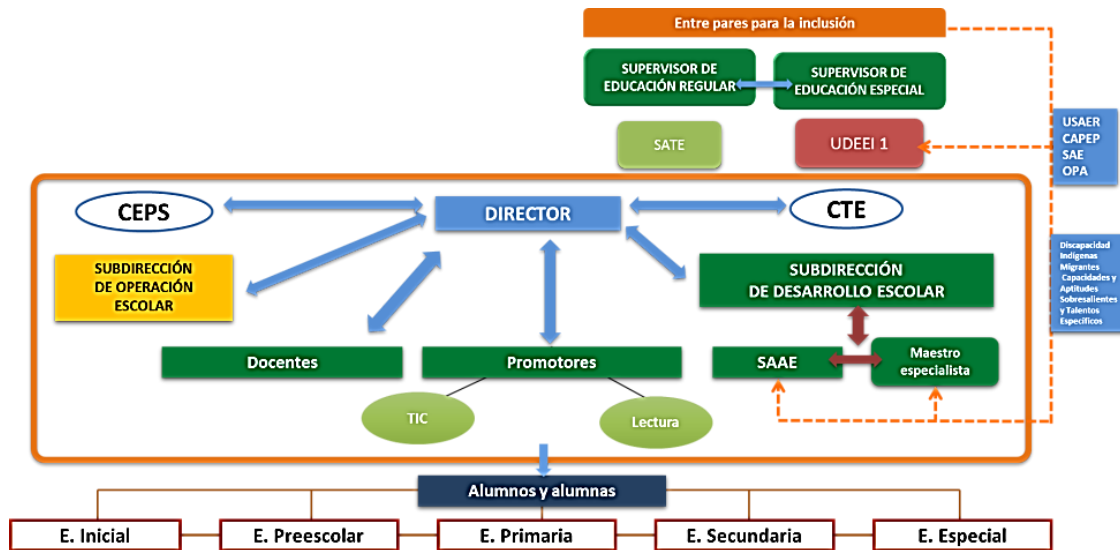 Entre pares para la inclusión
SUPERVISOR DE
EDUCACIÓN REGULAR
SUPERVISOR DE
EDUCACIÓN ESPECIAL
SATE
UDEEI 1
USAER
CAPEP
SAE
OPA
CEPS
DIRECTOR
CTE
SUBDIRECCIÓN
DE OPERACIÓN
ESCOLAR
SUBDIRECCIÓN
DE DESARROLLO ESCOLAR
Discapacidad
Indígenas
Migrantes
Capacidades y
Aptitudes
Sobresalientes
y Talentos
Específicos
Docentes
Promotores
SAAE
Maestro
especialista
TIC
Lectura
Alumnos y alumnas
E. Inicial
E. Preescolar
E. Primaria
E. Secundaria
E. Especial